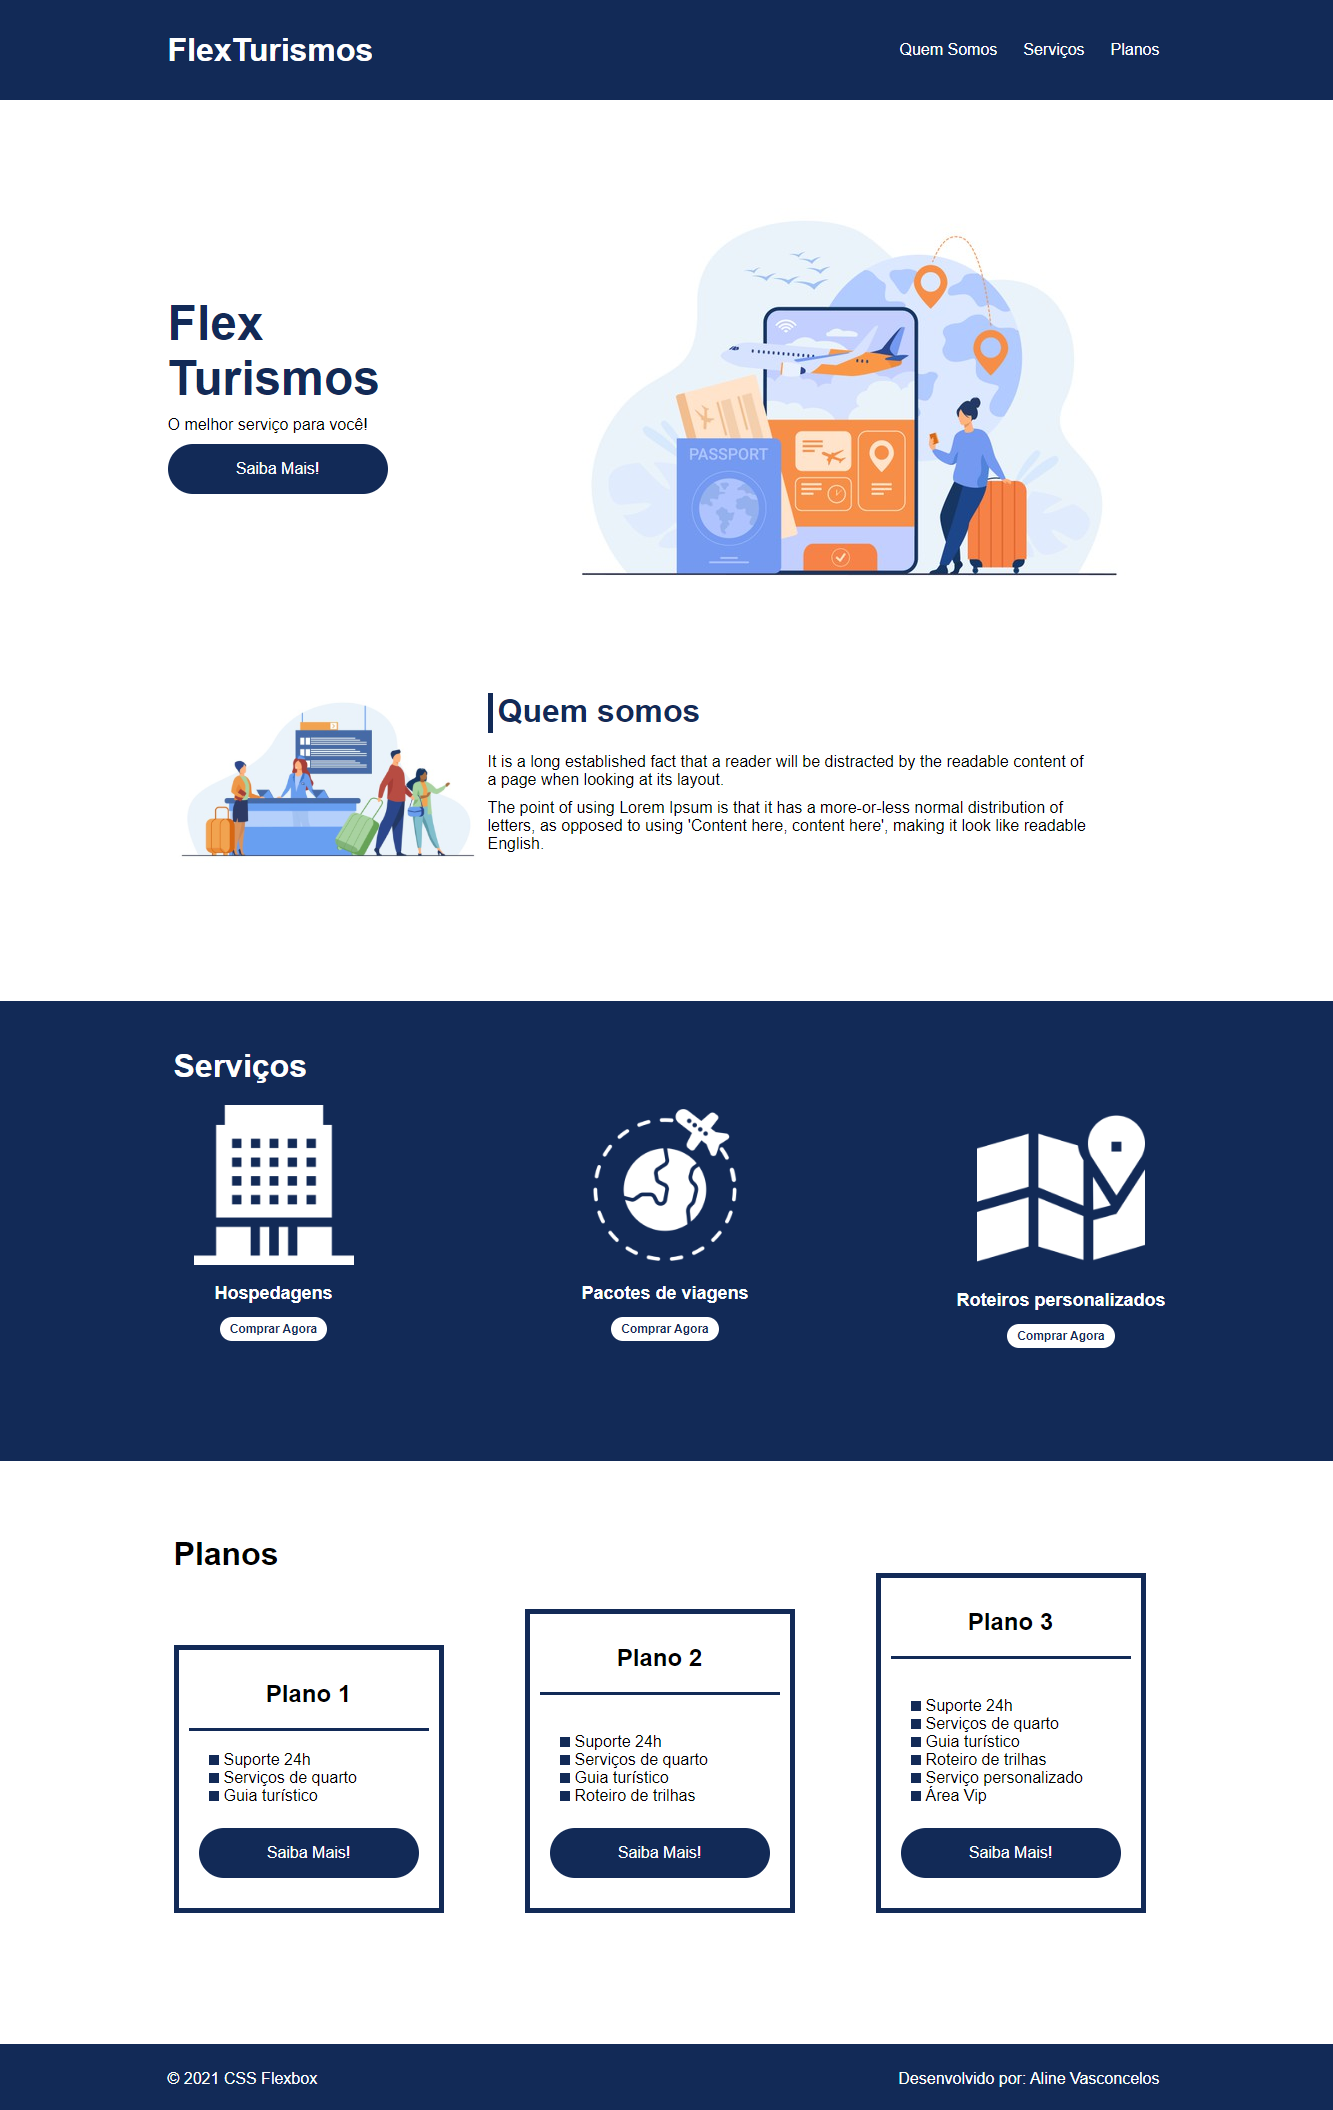 FlexTurismos
Quem Somos Serviços Planos
Flex
Turismos
O melhor serviço para você!
Saiba Mais!
PASSPORT
Quem somos
It is a long established fact that a reader will be distracted by the readable content of
a page when looking at its layout.
The point of using Lorem Ipsum is that it has a more-or-less normal distribution of
letters, as opposed to using 'Content here, content here', making it look like readable
English.
Serviços
Hospedagens
Comprar Agora
Pacotes de viagens
Comprar Agora
Roteiros personalizados
Comprar Agora
Planos
Plano 1
Suporte 24h
Serviços de quarto
Guia turístico
Saiba Mais!
Plano 2
Suporte 24h
Serviços de quarto
Guia turístico
Roteiro de trilhas
Saiba Mais!
Plano 3
Suporte 24h
Serviços de quarto
Guia turístico
Roteiro de trilhas
Serviço personalizado
Área Vip
Saiba Mais!
© 2021 CSS Flexbox
Desenvolvido por: Aline Vasconcelos